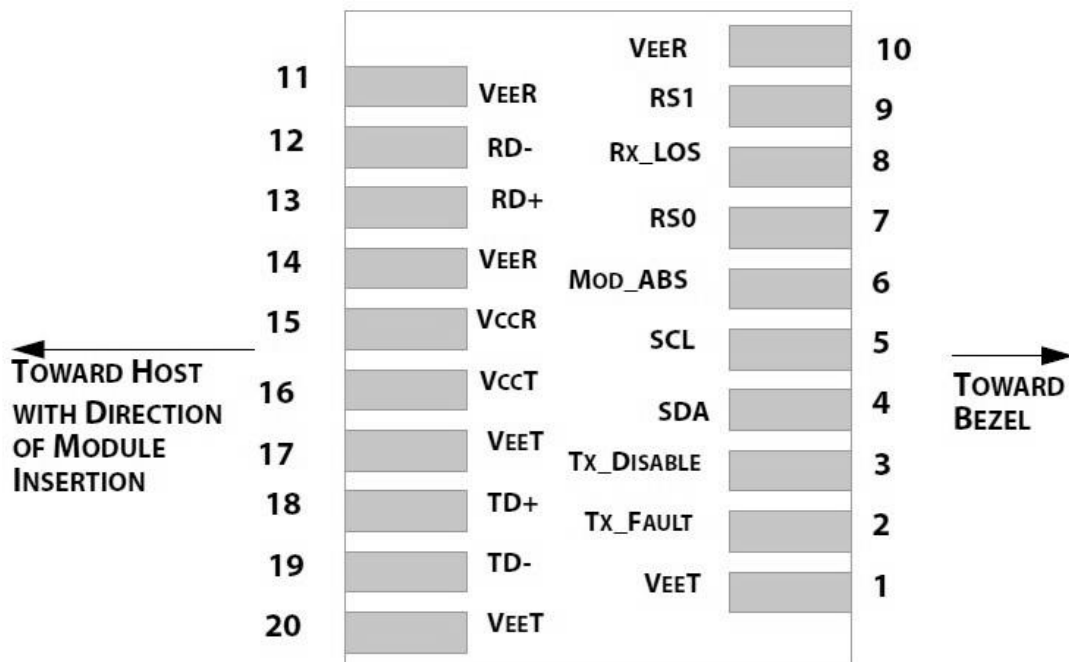 VEER 10
11 VEER
RS1 9
12 RD-
RX_LOS 8
13 RD+
RS0 7
14 VEER
MOD_ABS 6
15 VCCR
SCL 5
TOWARD HOST
WITH DIRECTION
OF MODULE
INSERTION
TOWARD
BEZEL
16 VCCT
SDA 4
17 VEET
TX_DISABLE 3
18 TD+
TX_FAULT 2
19 TD-
VEET 1
20 VEET